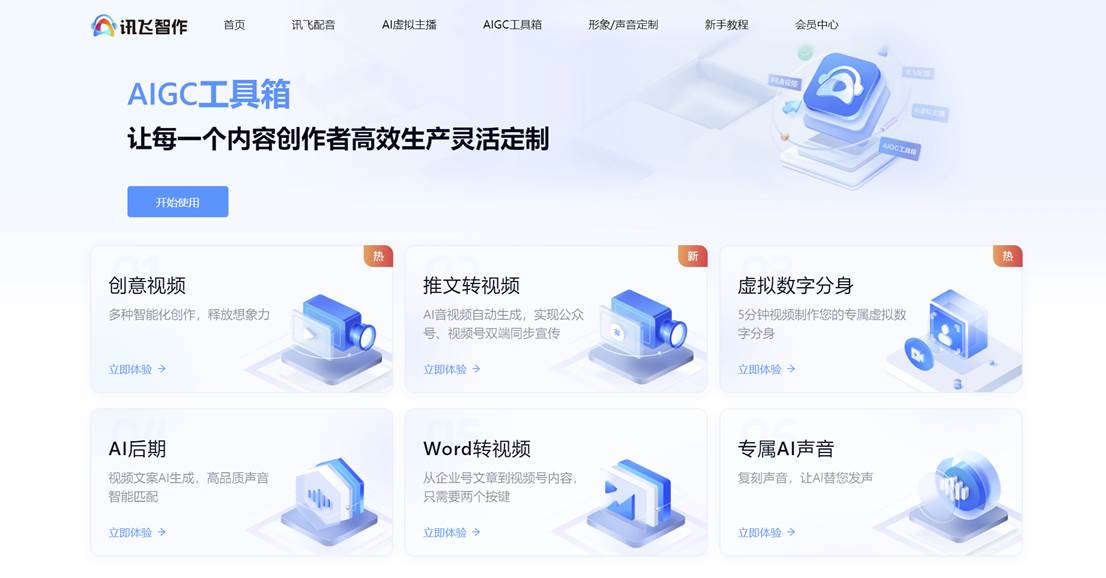 讯飞智作 首页 讯飞配音 AI虚拟主播 AIGC工具箱 形象/声音定制 新手教程 会员中心
AIGC工具箱
让每一个内容创作者高效生产灵活定制
开始使用
AIGC工具箱
热
创意视频
多种智能化创作，释放想象力
立即体验 →
新
推文转视频
AI音视频自动生成，实现公众
号、视频号双端同步宣传
立即体验 →
热
虚拟数字分身
5分钟视频制作您的专属虚拟数
字分身
立即体验 →
AI后期
视频文案AI生成，高品质声音
智能匹配
立即体验 →
Word转视频
从企业号文章到视频号内容，
只需要两个按键
立即体验 →
专属AI声音
复刻声音，让AI替您发声
立即体验 →